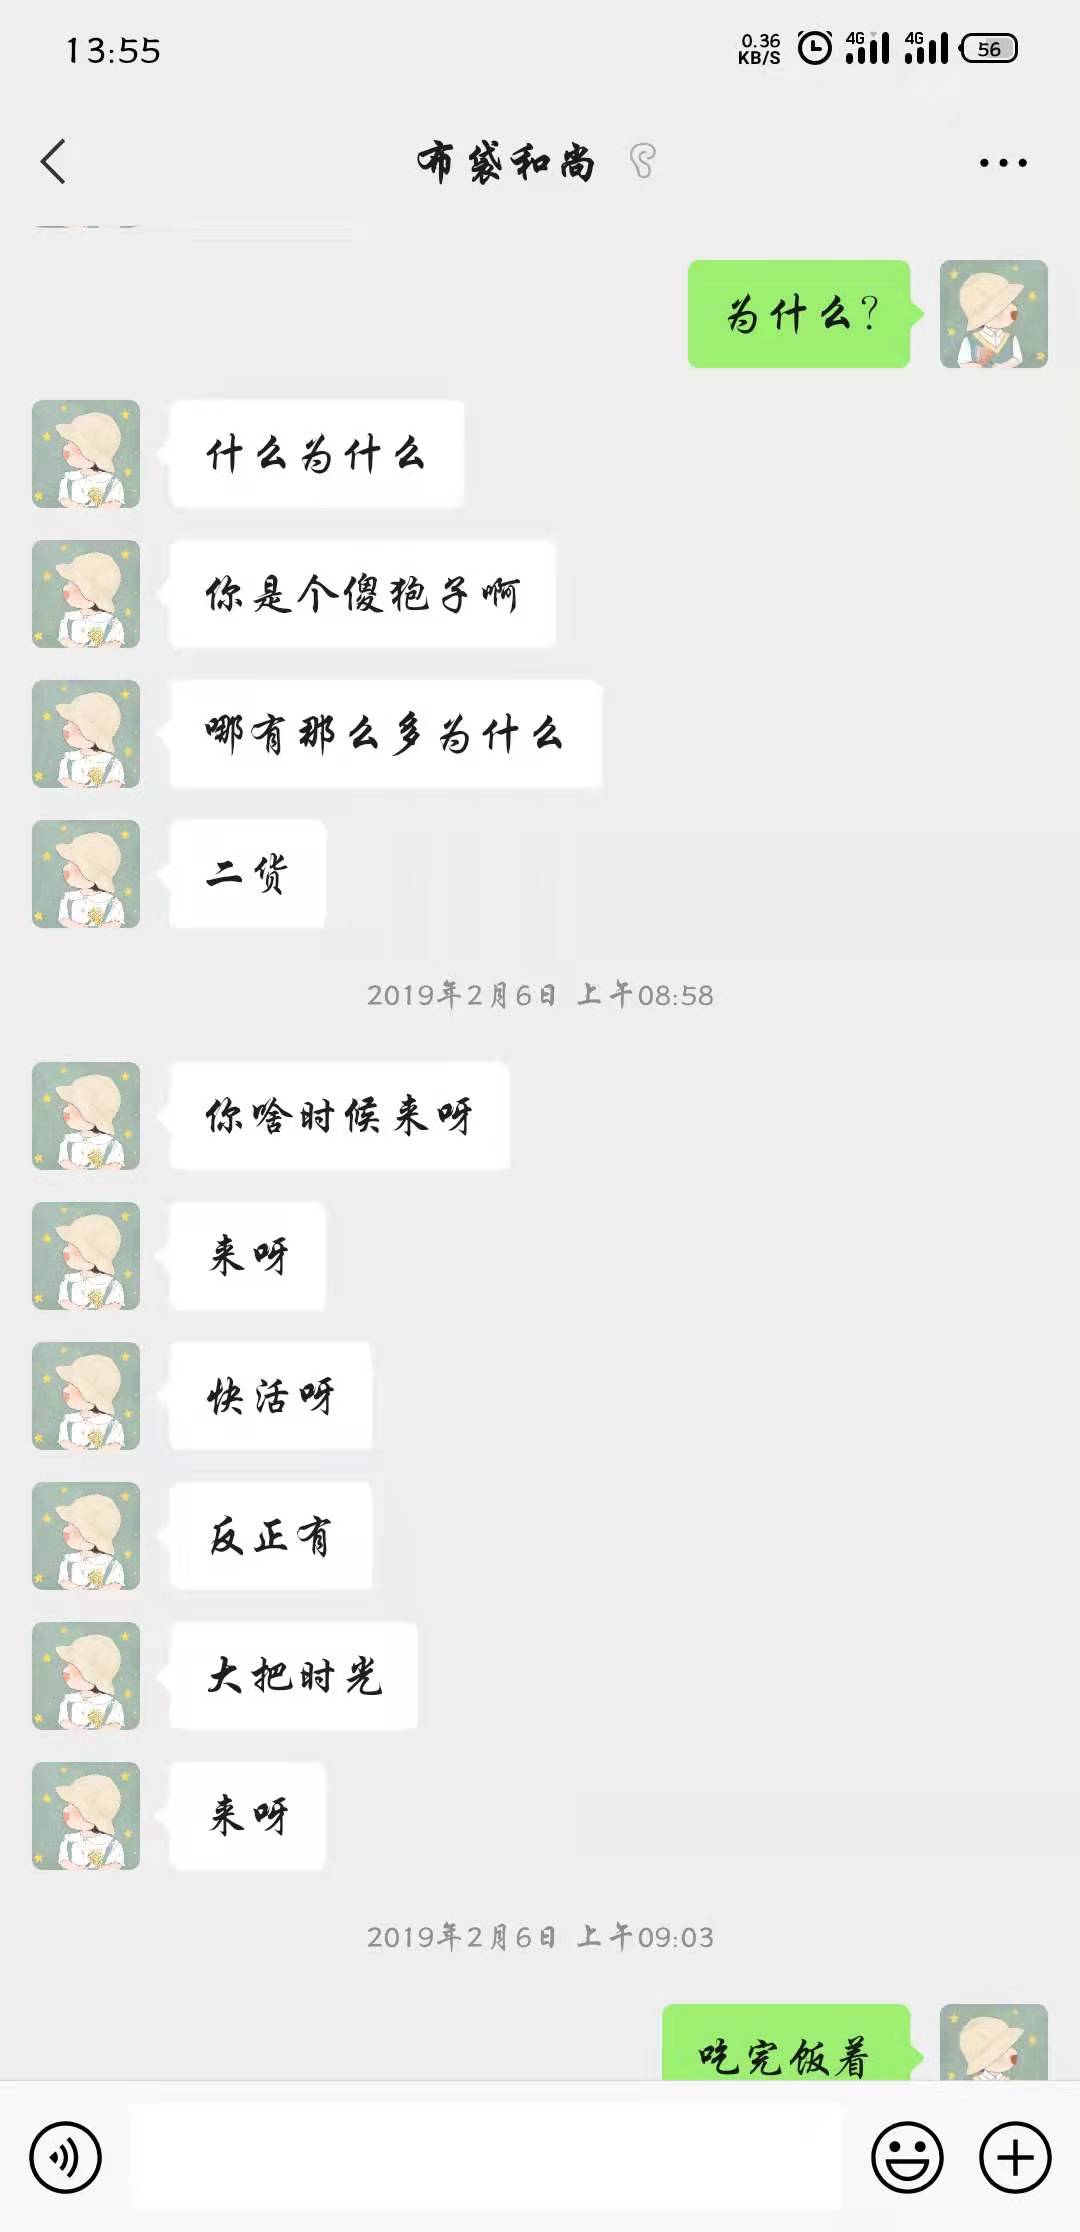 13:55
0.36
KB/S
4G
4G
56
布袋和尚
为什么?
什么为什么
你是个傻狍子啊
哪有那么多为什么
二货
2019年2月6日 上午08:58
你啥时候来呀
来呀
快活呀
反正有
大把时光
来呀
2019年2月6日 上午09:03
吃完饭着